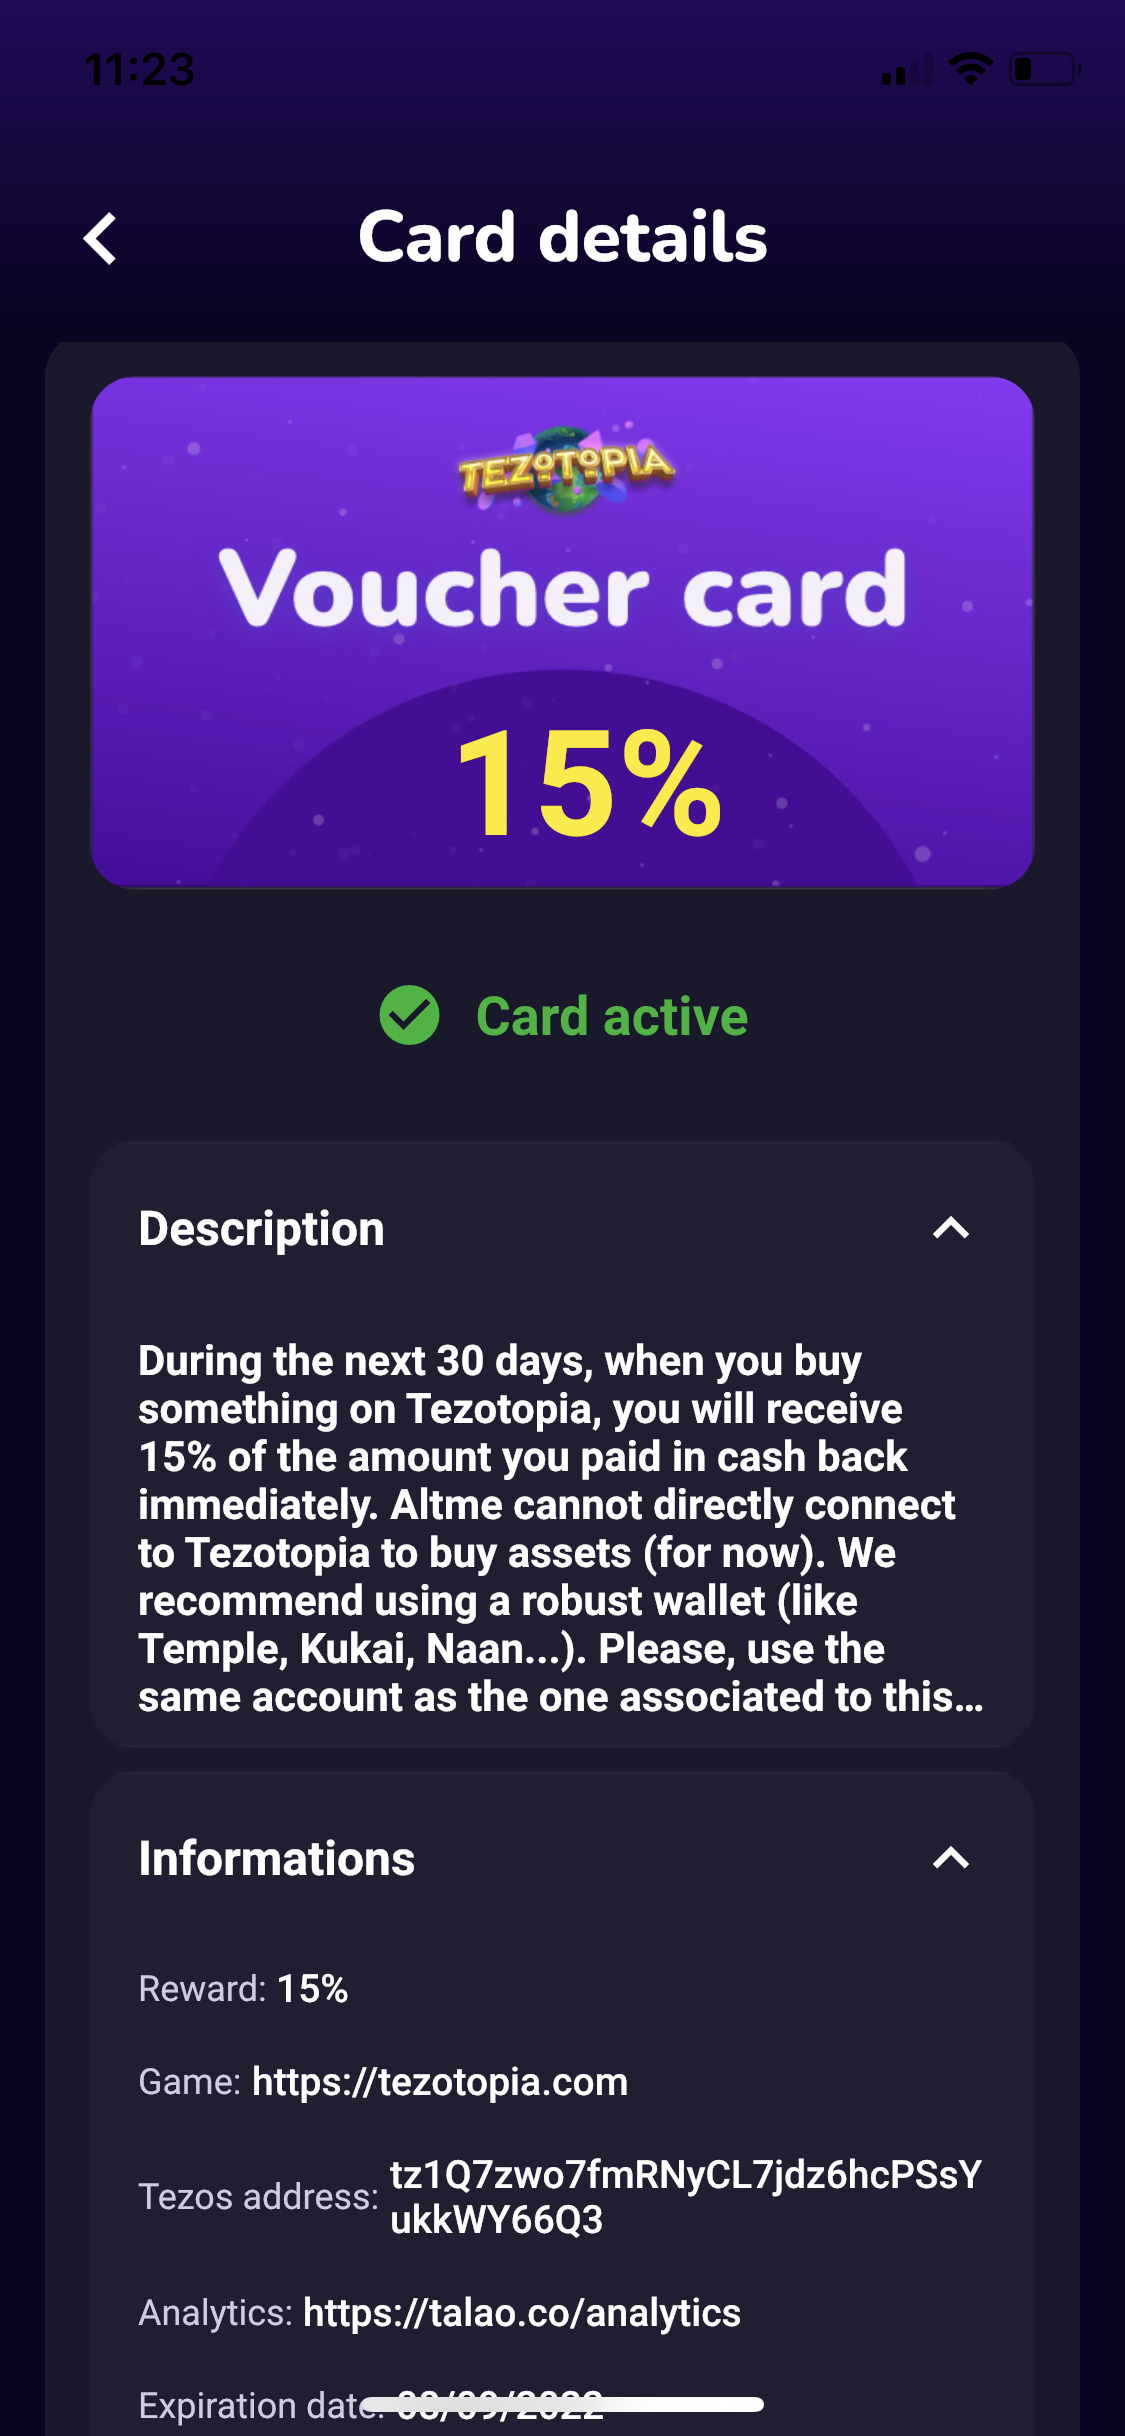 11:23
Card details
TEZOTOPIA
Voucher card
15%
Card active
Description
During the next 30 days, when you buy
something on Tezotopia, you will receive
15% of the amount you paid in cash back
immediately. Altme cannot directly connect
to Tezotopia to buy assets (for now). We
recommend using a robust wallet (like
Temple, Kukai, Naan...). Please, use the
same account as the one associated to this...
Informations
Reward: 15%
Game: https://tezotopia.com
Tezos address: tz1Q7zwo7fmRNyCL7jdz6hcPSsY
ukkWY66Q3
Analytics: https://talao.co/analytics
Expiration date: